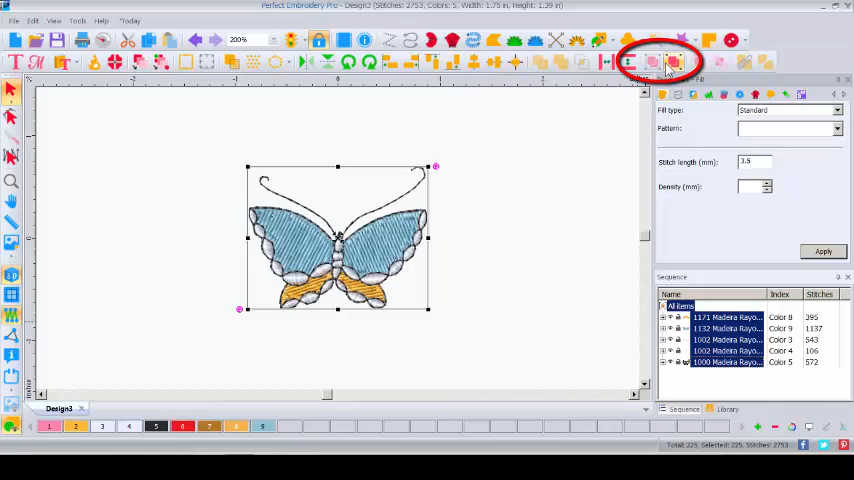 Perfect Embroidery Pro - Design3 (Stitches: 2753, Colors: 5, Width: 1.75 in, Height: 1.39 in)
File Edit View Tools Help 'Today
200%
- Fill
Fill type: Standard
Pattern:
Stitch length (mm): 3.5
Density (mm):
Apply
Sequence
Name Index Stitches
All items
1171 Madeira Rayo... Color 8 395
1132 Madeira Rayo... Color 9 1137
1002 Madeira Rayo... Color 3 543
1002 Madeira Rayo... Color 4 106
1000 Madeira Rayo... Color 5 572
Design3
Sequence Library
1 2 3 4 5 6 7 8 9
Total: 225, Selected: 225, Stitches: 2753